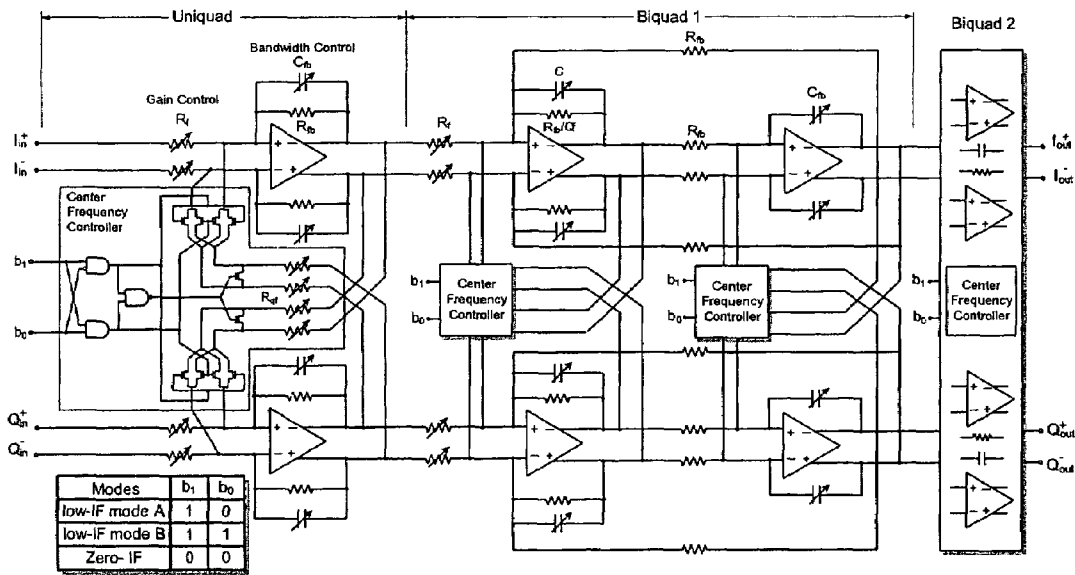 Uniquad
Biquad 1
Biquad 2
Bandwidth Control
C_fb
R_fb
Gain Control
R_f
R_fb
I_in^+
I_in^-
R_f
C
R_fb/Q_f
R_fb
C_fb
I_out^+
I_out^-
Center
Frequency
Controller
b_1
b_0
R_qf
b_1
b_0
Center
Frequency
Controller
b_1
b_0
Center
Frequency
Controller
b_1
b_0
Center
Frequency
Controller
Q_in^+
Q_in^-
Q_out^+
Q_out^-
Modes b_1 b_0
low-IF mode A 1 0
low-IF mode B 1 1
Zero- IF 0 0